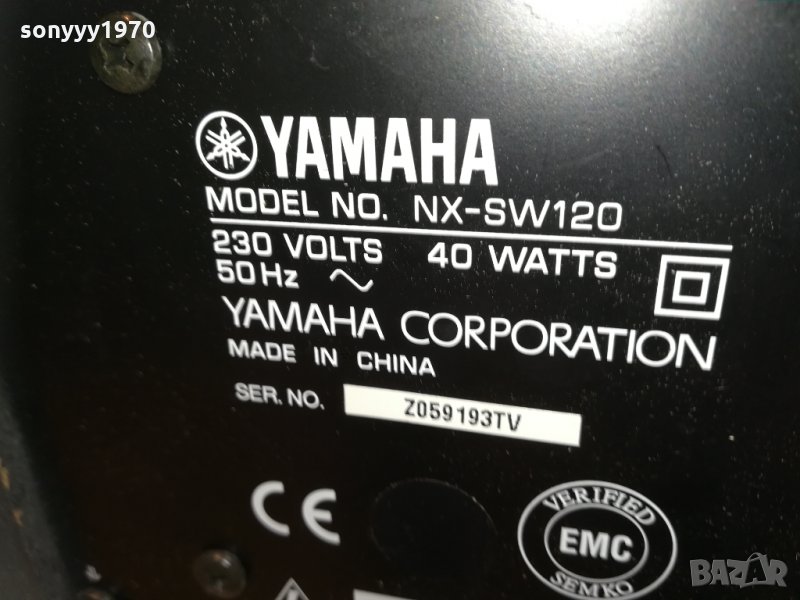 sonyyy1970
YAMAHA
MODEL NO. NX-SW120
230 VOLTS 40 WATTS
50Hz
YAMAHA CORPORATION
MADE IN CHINA
SER. NO. Z059193TV
CE
VERIFIED
EMC
SEMKO
BAZAR